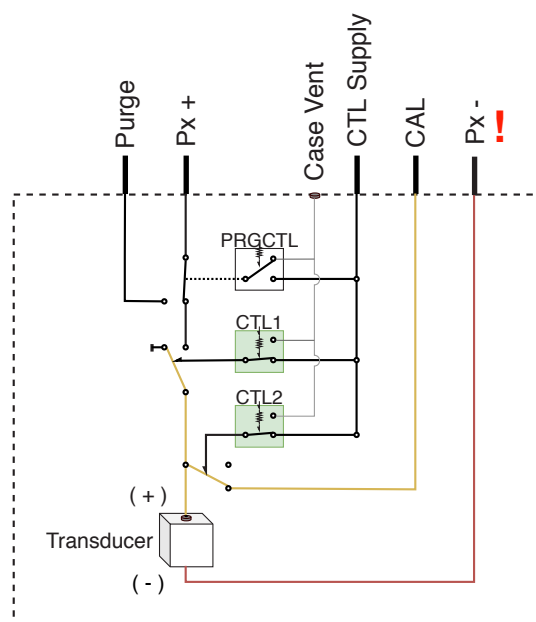 Purge
Px +
Case Vent
CTL Supply
CAL
Px -
!
PRGCTL
CTL1
CTL2
(+)
Transducer
(-)